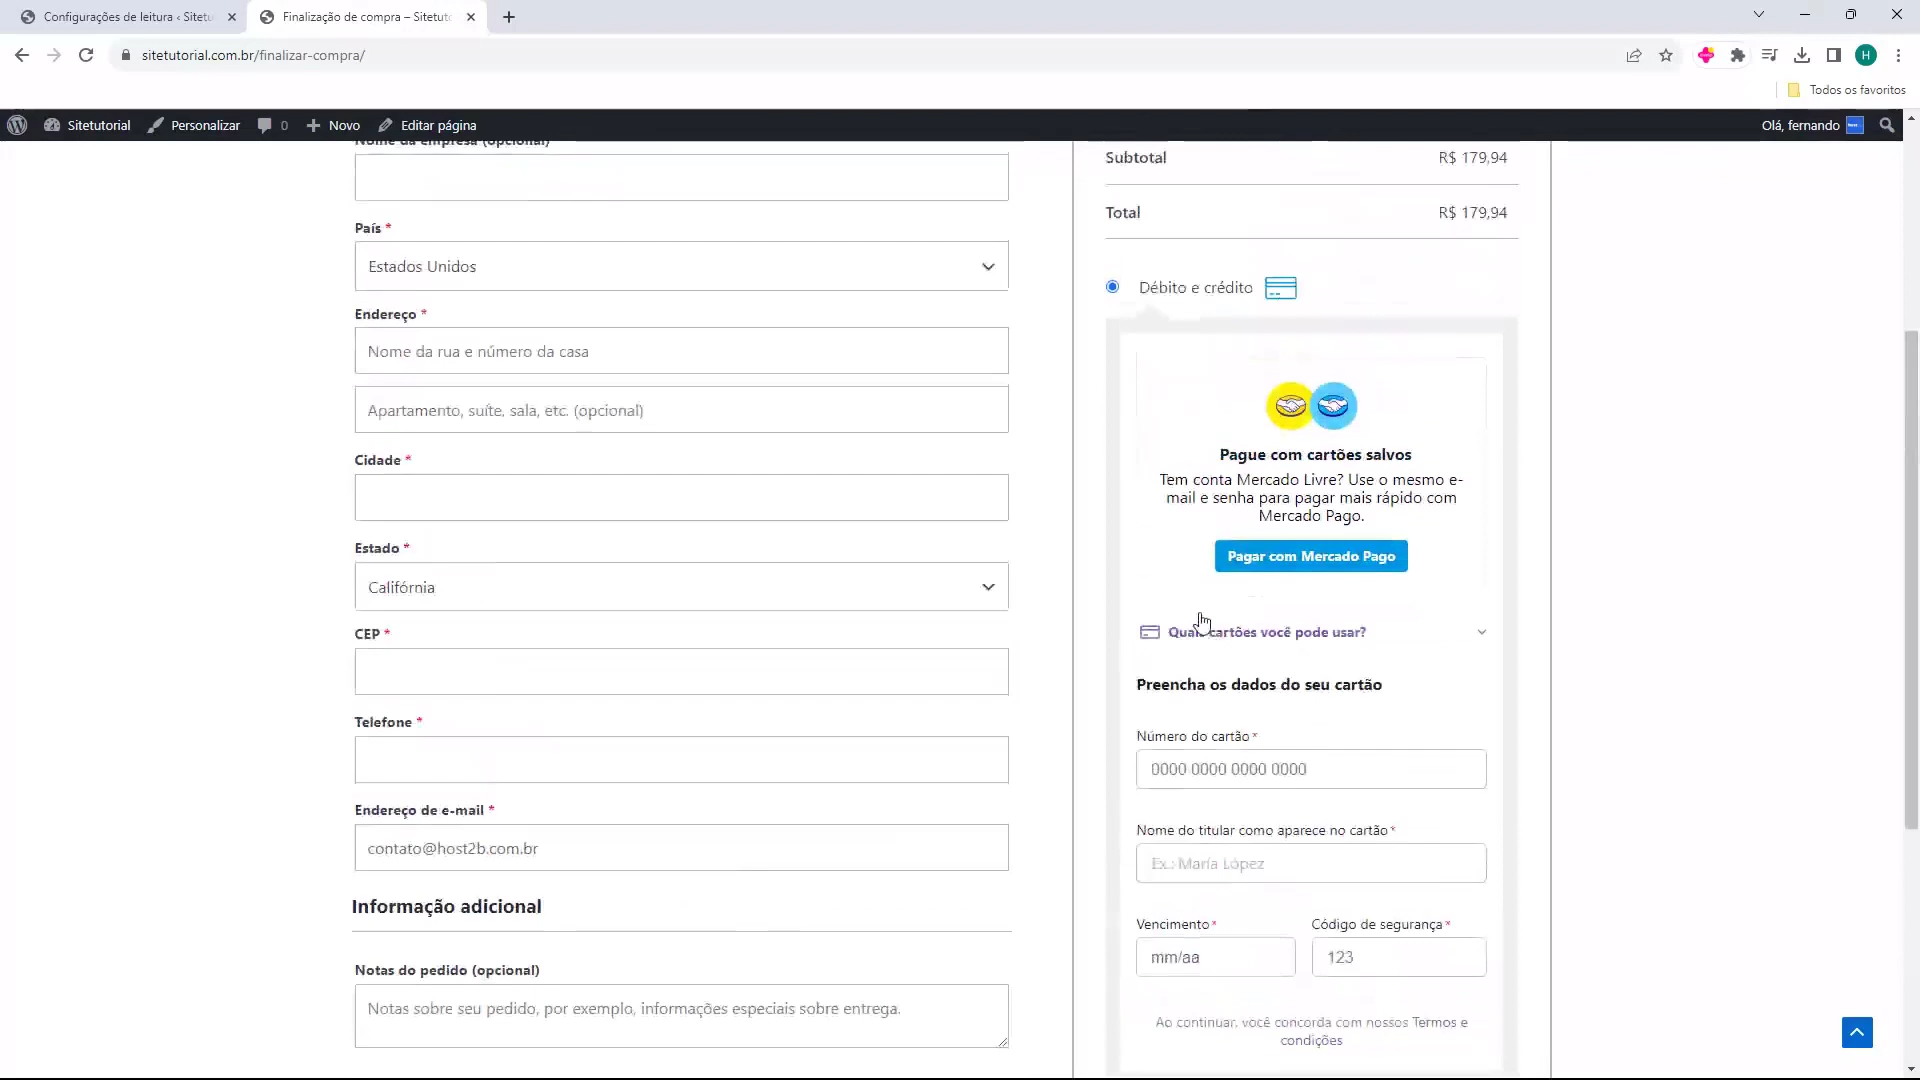 Configurações de leitura ‹ Sitetu
Finalização de compra – Sitetuto
sitetutorial.com.br/finalizar-compra/
H
Todos os favoritos
Sitetutorial
Personalizar
0
Novo
Editar página
Olá, fernando
Nome da empresa (opcional)
País *
Estados Unidos
Endereço *
Nome da rua e número da casa
Apartamento, suíte, sala, etc. (opcional)
Cidade *
Estado *
Califórnia
CEP *
Telefone *
Endereço de e-mail *
contato@host2b.com.br
Informação adicional
Notas do pedido (opcional)
Notas sobre seu pedido, por exemplo, informações especiais sobre entrega.
Subtotal R$ 179,94
Total R$ 179,94
Débito e crédito
Pague com cartões salvos
Tem conta Mercado Livre? Use o mesmo e-
mail e senha para pagar mais rápido com
Mercado Pago.
Pagar com Mercado Pago
Quais cartões você pode usar?
Preencha os dados do seu cartão
Número do cartão *
0000 0000 0000 0000
Nome do titular como aparece no cartão *
Ex.: María López
Vencimento * Código de segurança *
mm/aa 123
Ao continuar, você concorda com nossos Termos e
condições